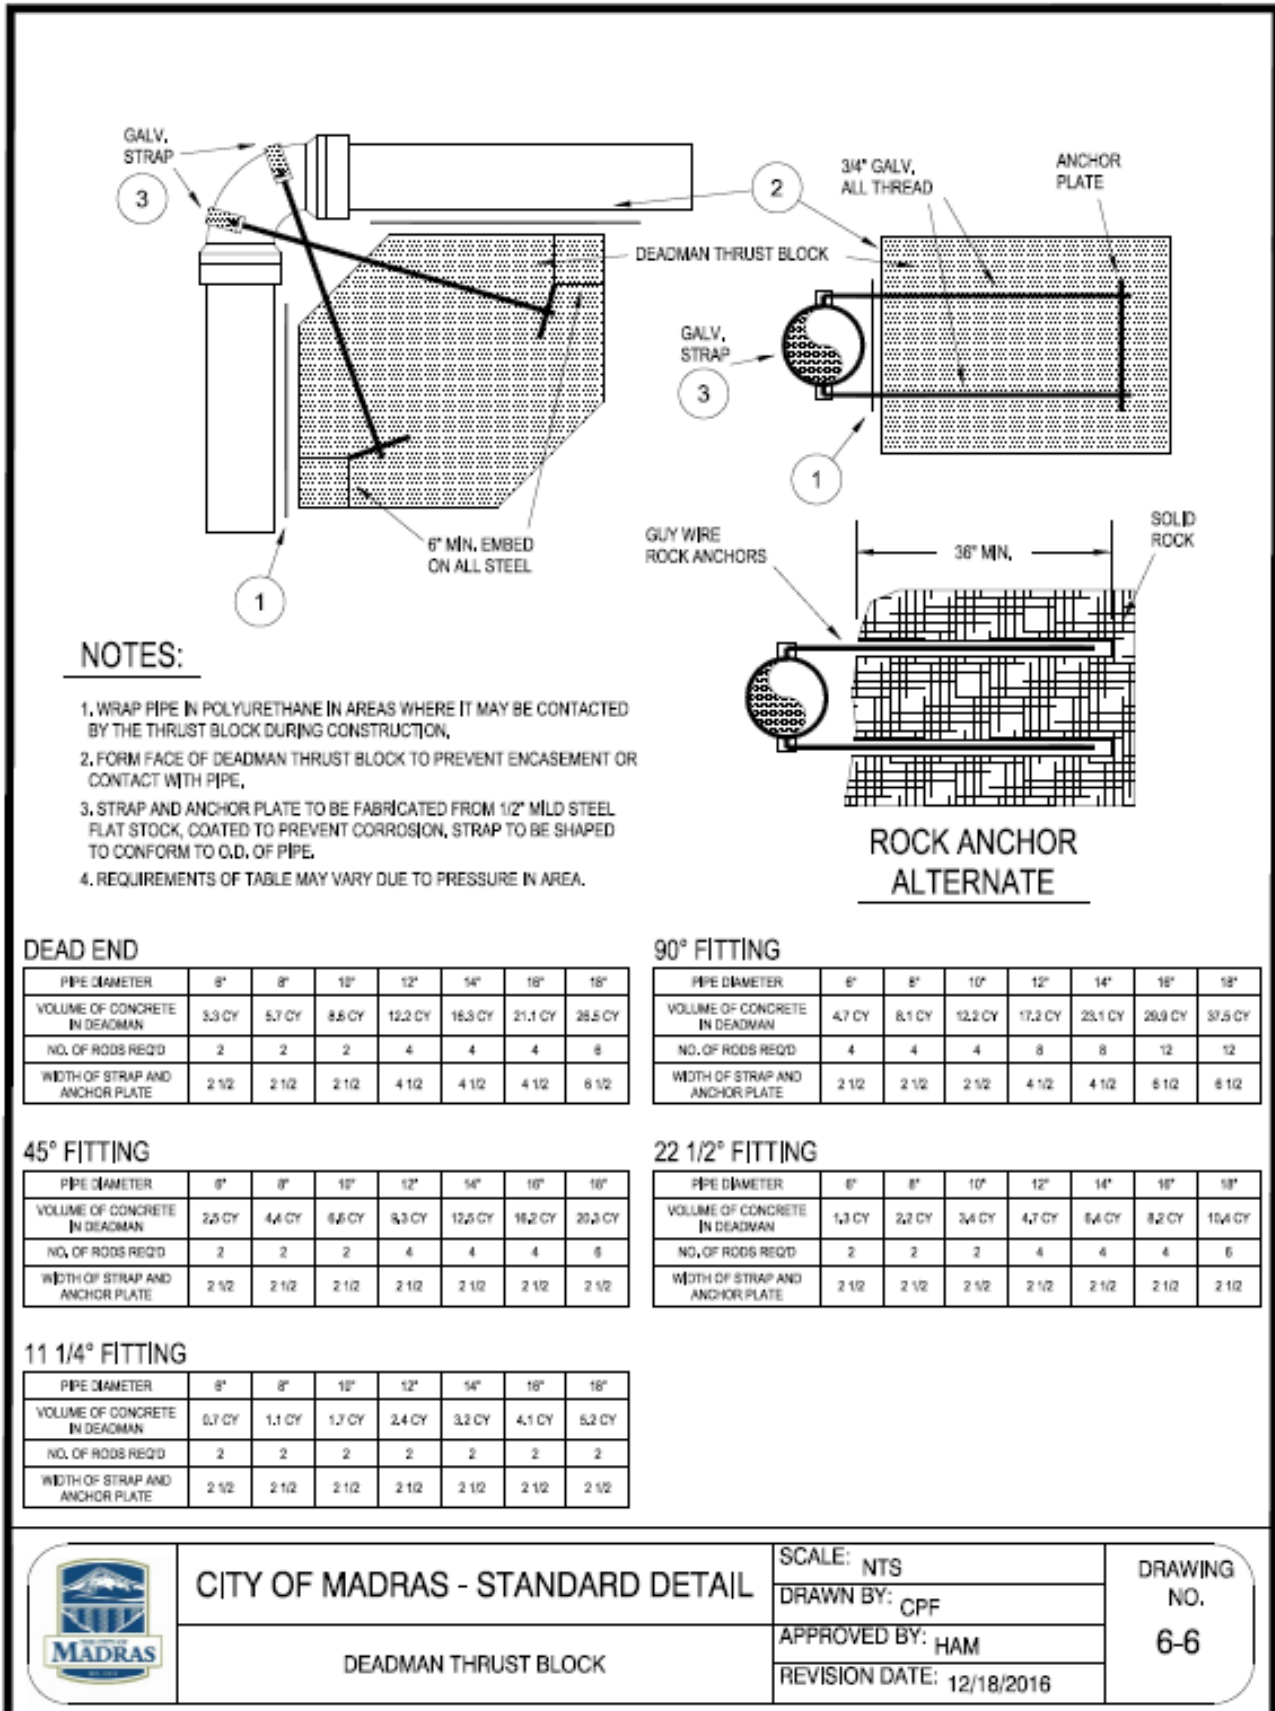 GALV.
STRAP
3
2
3/4" GALV.
ALL THREAD
ANCHOR
PLATE
DEADMAN THRUST BLOCK
GALV.
STRAP
3
1
6" MIN. EMBED
ON ALL STEEL
1
GUY WIRE
ROCK ANCHORS
36" MIN.
SOLID
ROCK
ROCK ANCHOR
ALTERNATE
NOTES:
1. WRAP PIPE IN POLYURETHANE IN AREAS WHERE IT MAY BE CONTACTED
BY THE THRUST BLOCK DURING CONSTRUCTION.
2. FORM FACE OF DEADMAN THRUST BLOCK TO PREVENT ENCASEMENT OR
CONTACT WITH PIPE.
3. STRAP AND ANCHOR PLATE TO BE FABRICATED FROM 1/2" MILD STEEL
FLAT STOCK, COATED TO PREVENT CORROSION, STRAP TO BE SHAPED
TO CONFORM TO O.D. OF PIPE.
4. REQUIREMENTS OF TABLE MAY VARY DUE TO PRESSURE IN AREA.
DEAD END
PIPE DIAMETER 6" 8" 10" 12" 14" 16" 18"
VOLUME OF CONCRETE
IN DEADMAN 3.3 CY 5.7 CY 8.6 CY 12.2 CY 16.3 CY 21.1 CY 26.5 CY
NO. OF RODS REQ'D 2 2 2 4 4 4 6
WIDTH OF STRAP AND
ANCHOR PLATE 2 1/2 2 1/2 2 1/2 4 1/2 4 1/2 4 1/2 6 1/2
90° FITTING
PIPE DIAMETER 6" 8" 10" 12" 14" 16" 18"
VOLUME OF CONCRETE
IN DEADMAN 4.7 CY 8.1 CY 12.2 CY 17.2 CY 23.1 CY 29.9 CY 37.5 CY
NO. OF RODS REQ'D 4 4 4 8 8 12 12
WIDTH OF STRAP AND
ANCHOR PLATE 2 1/2 2 1/2 2 1/2 4 1/2 4 1/2 6 1/2 6 1/2
45° FITTING
PIPE DIAMETER 6" 8" 10" 12" 14" 16" 18"
VOLUME OF CONCRETE
IN DEADMAN 2.5 CY 4.4 CY 6.6 CY 9.3 CY 12.5 CY 16.2 CY 20.3 CY
NO. OF RODS REQ'D 2 2 2 4 4 4 6
WIDTH OF STRAP AND
ANCHOR PLATE 2 1/2 2 1/2 2 1/2 2 1/2 2 1/2 2 1/2 2 1/2
22 1/2° FITTING
PIPE DIAMETER 6" 8" 10" 12" 14" 16" 18"
VOLUME OF CONCRETE
IN DEADMAN 1.3 CY 2.2 CY 3.4 CY 4.7 CY 6.4 CY 8.2 CY 10.4 CY
NO. OF RODS REQ'D 2 2 2 4 4 4 6
WIDTH OF STRAP AND
ANCHOR PLATE 2 1/2 2 1/2 2 1/2 2 1/2 2 1/2 2 1/2 2 1/2
11 1/4° FITTING
PIPE DIAMETER 6" 8" 10" 12" 14" 16" 18"
VOLUME OF CONCRETE
IN DEADMAN 0.7 CY 1.1 CY 1.7 CY 2.4 CY 3.2 CY 4.1 CY 5.2 CY
NO. OF RODS REQ'D 2 2 2 2 2 2 2
WIDTH OF STRAP AND
ANCHOR PLATE 2 1/2 2 1/2 2 1/2 2 1/2 2 1/2 2 1/2 2 1/2
MADRAS
CITY OF MADRAS - STANDARD DETAIL
DEADMAN THRUST BLOCK
SCALE: NTS
DRAWN BY: CPF
APPROVED BY: HAM
REVISION DATE: 12/18/2016
DRAWING
NO.
6-6